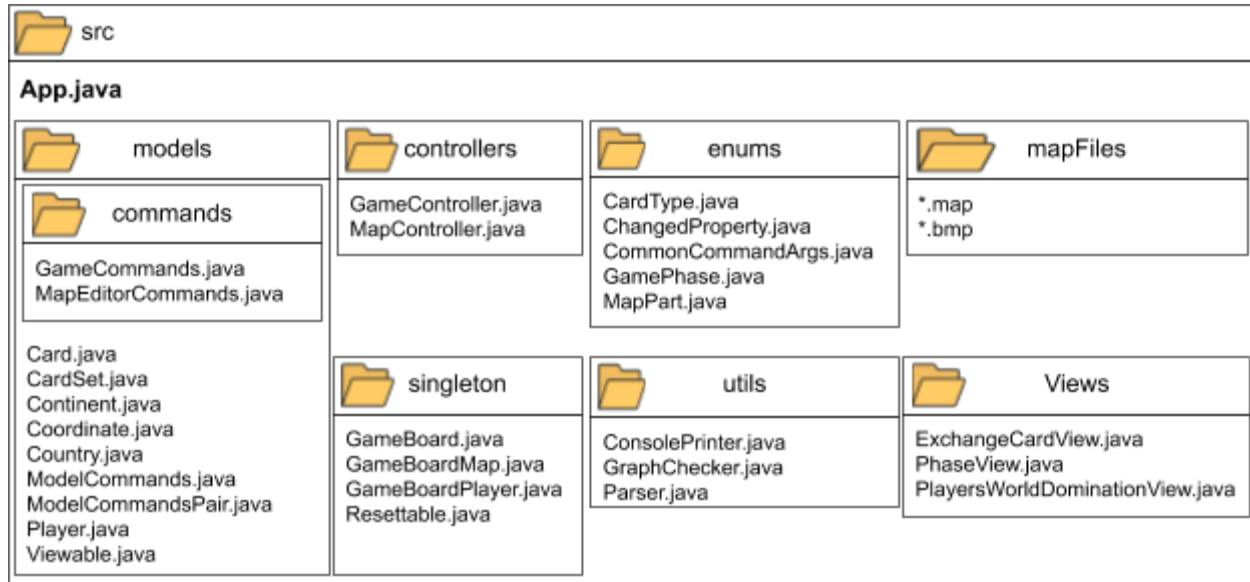 src
App.java
models
commands
GameCommands.java
MapEditorCommands.java
Card.java
CardSet.java
Continent.java
Coordinate.java
Country.java
ModelCommands.java
ModelCommandsPair.java
Player.java
Viewable.java
controllers
GameController.java
MapController.java
enums
CardType.java
ChangedProperty.java
CommonCommandArgs.java
GamePhase.java
MapPart.java
mapFiles
*.map
*.bmp
singleton
GameBoard.java
GameBoardMap.java
GameBoardPlayer.java
Resettable.java
utils
ConsolePrinter.java
GraphChecker.java
Parser.java
Views
ExchangeCardView.java
PhaseView.java
PlayersWorldDominationView.java